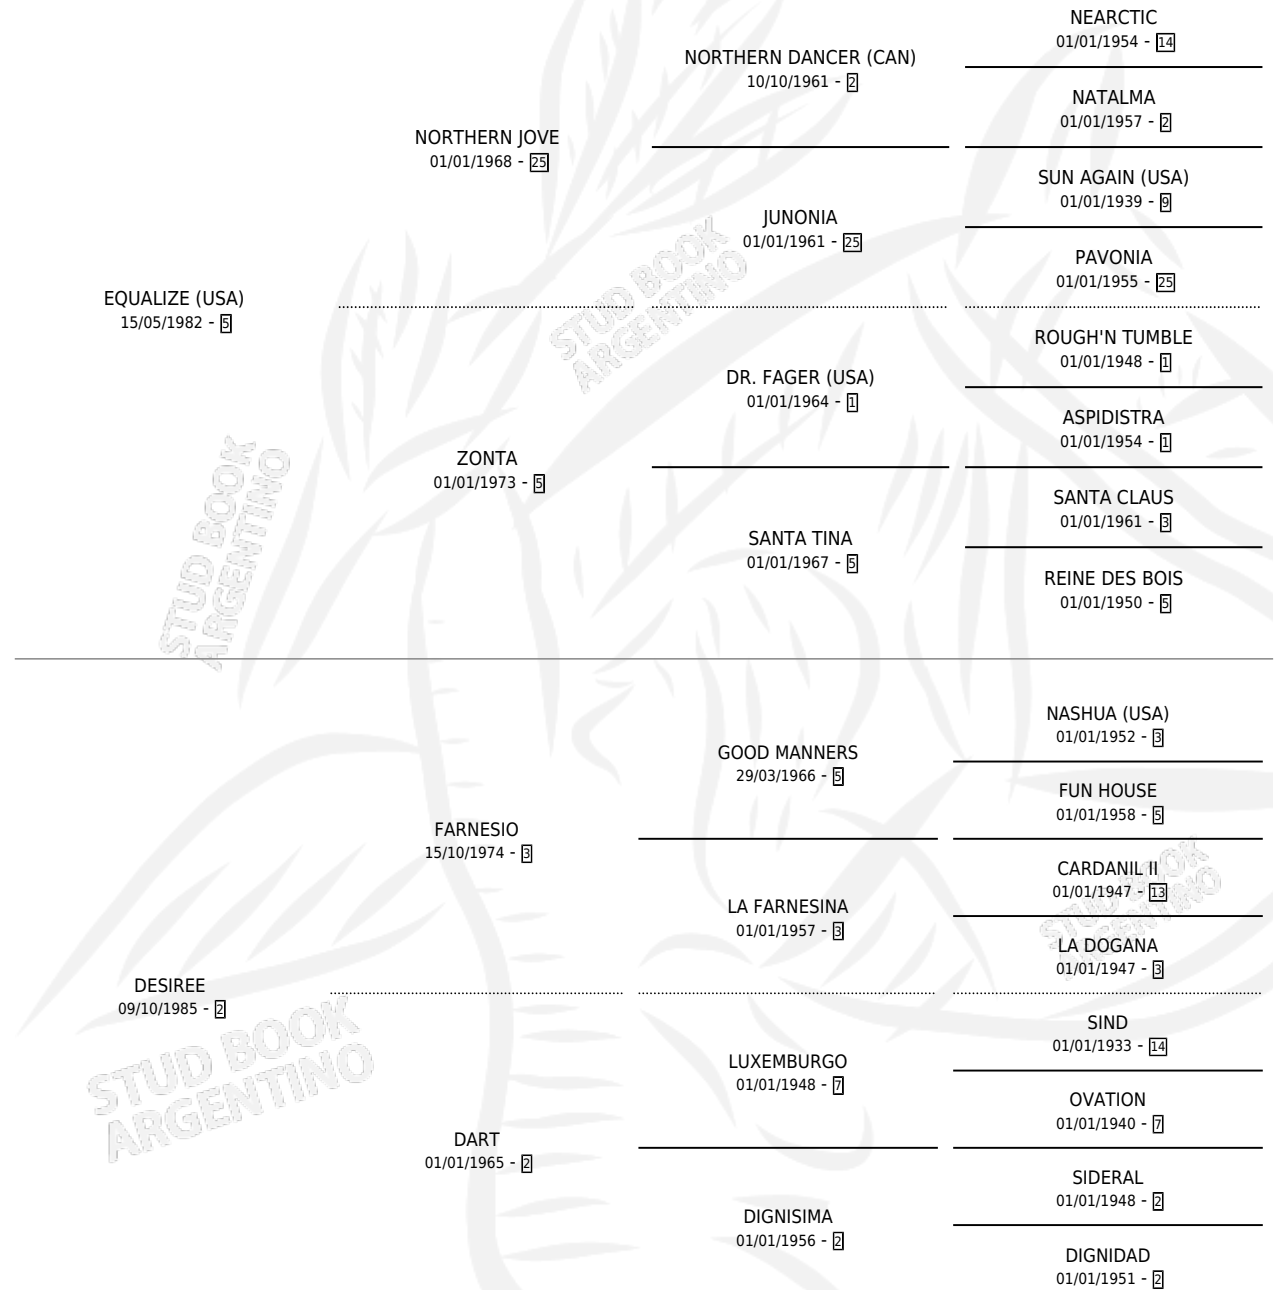 NEARCTIC
01/01/1954 - 14
NORTHERN DANCER (CAN)
10/10/1961 - 2
NATALMA
01/01/1957 - 2
NORTHERN JOVE
01/01/1968 - 25
SUN AGAIN (USA)
01/01/1939 - 9
JUNONIA
01/01/1961 - 25
PAVONIA
01/01/1955 - 25
EQUALIZE (USA)
15/05/1982 - 5
ROUGH'N TUMBLE
01/01/1948 - 1
DR. FAGER (USA)
01/01/1964 - 1
ASPIDISTRA
01/01/1954 - 1
ZONTA
01/01/1973 - 5
SANTA CLAUS
01/01/1961 - 3
SANTA TINA
01/01/1967 - 5
REINE DES BOIS
01/01/1950 - 5
NASHUA (USA)
01/01/1952 - 3
GOOD MANNERS
29/03/1966 - 5
FUN HOUSE
01/01/1958 - 5
FARNESIO
15/10/1974 - 3
CARDANIL II
01/01/1947 - 13
LA FARNESINA
01/01/1957 - 3
LA DOGANA
01/01/1947 - 3
DESIREE
09/10/1985 - 2
SIND
01/01/1933 - 14
LUXEMBURGO
01/01/1948 - 7
OVATION
01/01/1940 - 7
DART
01/01/1965 - 2
SIDERAL
01/01/1948 - 2
DIGNISIMA
01/01/1956 - 2
DIGNIDAD
01/01/1951 - 2
STUD BOOK
ARGENTINO
STUD BOOK
ARGENTINO
STUD BOOK
ARGENTINO
STUD BOOK
ARGENTINO